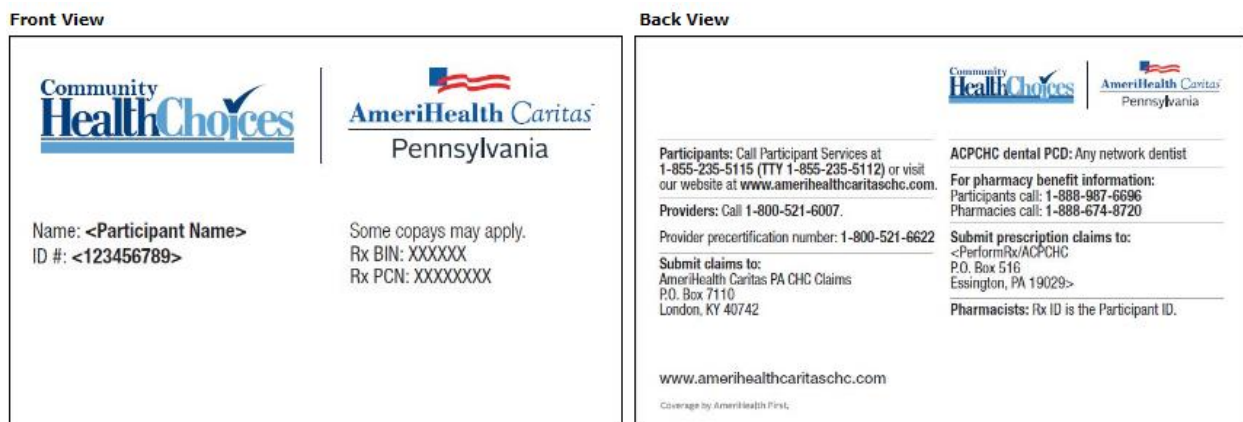 Front View
Community
HealthChoices
AmeriHealth Caritas
Pennsylvania
Name: <Participant Name>
ID #: <123456789>
Some copays may apply.
Rx BIN: XXXXXX
Rx PCN: XXXXXXXX
Back View
Community
HealthChoices
AmeriHealth Caritas
Pennsylvania
Participants: Call Participant Services at
1-855-235-5115 (TTY 1-855-235-5112) or visit
our website at www.amerihealthcaritaschc.com.
Providers: Call 1-800-521-6007.
Provider precertification number: 1-800-521-6622
Submit claims to:
AmeriHealth Caritas PA CHC Claims
P.O. Box 7110
London, KY 40742
ACPCHC dental PCD: Any network dentist
For pharmacy benefit information:
Participants call: 1-888-987-6696
Pharmacies call: 1-888-674-8720
Submit prescription claims to:
<PerformRx/ACPCHC
P.O. Box 516
Essington, PA 19029>
Pharmacists: Rx ID is the Participant ID.
www.amerihealthcaritaschc.com
Coverage by AmeriHealth First.